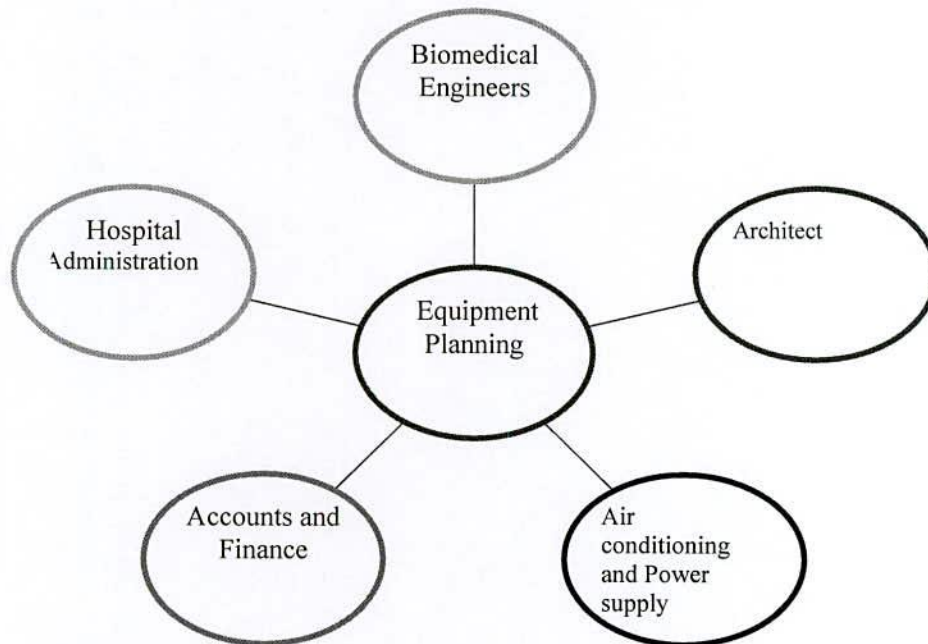 Biomedical
Engineers
Hospital
Administration
Architect
Equipment
Planning
Accounts and
Finance
Air
conditioning
and Power
supply